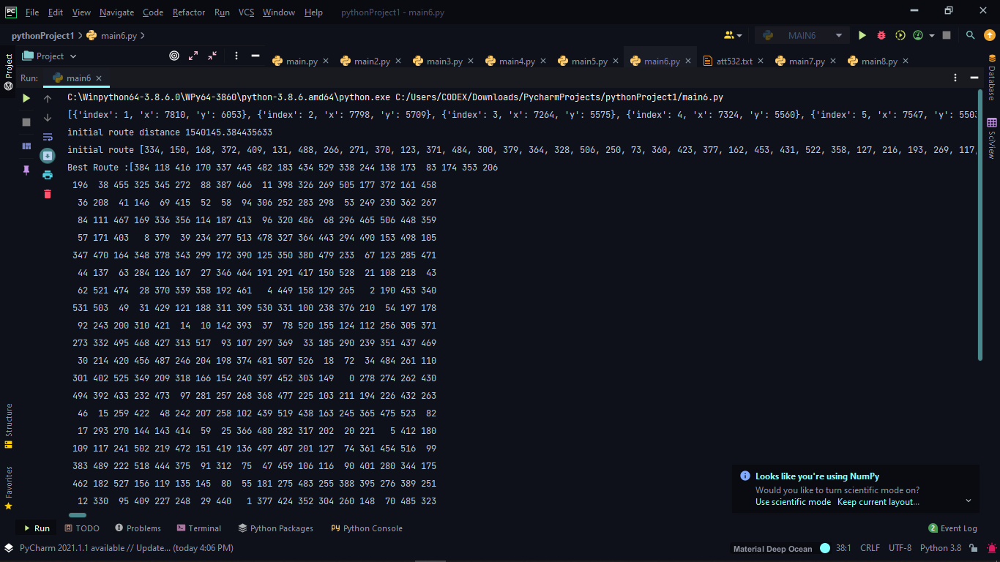 PC File Edit View Navigate Code Refactor Run VCS Window Help pythonProject1 - main6.py
pythonProject1 main6.py MAIN6
Project main.py main2.py main3.py main4.py main5.py main6.py att532.txt main7.py main8.py
Run: main6
C:\Winpython64-3.8.6.0\WPy64-3860\python-3.8.6.amd64\python.exe C:/Users/CODEX/Downloads/PycharmProjects/pythonProject1/main6.py
[{'index': 1, 'x': 7810, 'y': 6053}, {'index': 2, 'x': 7798, 'y': 5709}, {'index': 3, 'x': 7264, 'y': 5575}, {'index': 4, 'x': 7324, 'y': 5560}, {'index': 5, 'x': 7547, 'y': 5503
initial route distance 1540145.384435633
initial route [334, 150, 168, 372, 409, 131, 488, 266, 271, 370, 123, 371, 484, 300, 379, 364, 328, 506, 250, 73, 360, 423, 377, 162, 453, 431, 522, 358, 127, 216, 193, 269, 117,
Best Route :[384 118 416 170 337 445 482 183 434 529 338 244 138 173 83 174 353 206
196 38 455 325 345 272 88 387 466 11 398 326 269 505 177 372 161 458
36 208 41 146 69 415 52 58 94 306 252 283 298 53 249 230 362 267
84 111 467 169 336 356 114 187 413 96 320 486 68 296 465 506 448 359
57 171 403 8 379 39 234 277 513 478 327 364 443 294 490 153 498 105
347 470 164 348 378 343 299 172 390 125 350 380 479 233 67 123 285 471
44 137 63 284 126 167 27 346 464 191 291 417 150 528 21 108 218 43
62 521 474 28 370 339 358 192 461 4 449 158 129 265 2 190 453 340
531 503 49 31 429 121 188 311 399 530 331 100 238 376 210 54 197 178
92 243 200 310 421 14 10 142 393 37 78 520 155 124 112 256 305 371
273 332 495 468 427 313 517 93 107 297 369 33 185 290 239 351 437 469
30 214 420 456 487 246 204 198 374 481 507 526 18 72 34 484 261 110
301 402 525 349 209 318 166 154 240 397 452 303 149 0 278 274 262 430
494 392 433 232 473 97 281 257 268 368 477 225 103 211 194 226 432 263
46 15 259 422 48 242 207 258 102 439 519 438 163 245 365 475 523 82
17 293 270 144 143 414 59 25 366 480 282 317 202 20 221 5 412 180
109 117 241 502 219 472 151 419 136 497 407 201 127 74 361 454 516 99
383 489 222 518 444 375 91 312 75 47 459 106 116 90 401 280 344 175
462 182 527 156 119 135 145 80 55 181 275 483 255 388 395 276 389 251
12 330 95 409 227 248 29 440 1 377 424 352 304 260 148 70 485 323
Project
Structure
Favorites
Database
SciView
Looks like you're using NumPy
Would you like to turn scientific mode on?
Use scientific mode Keep current layout...
Run TODO Problems Terminal Python Packages Python Console 2 Event Log
PyCharm 2021.1.1 available // Update... (today 4:06 PM) Material Deep Ocean 38:1 CRLF UTF-8 Python 3.8